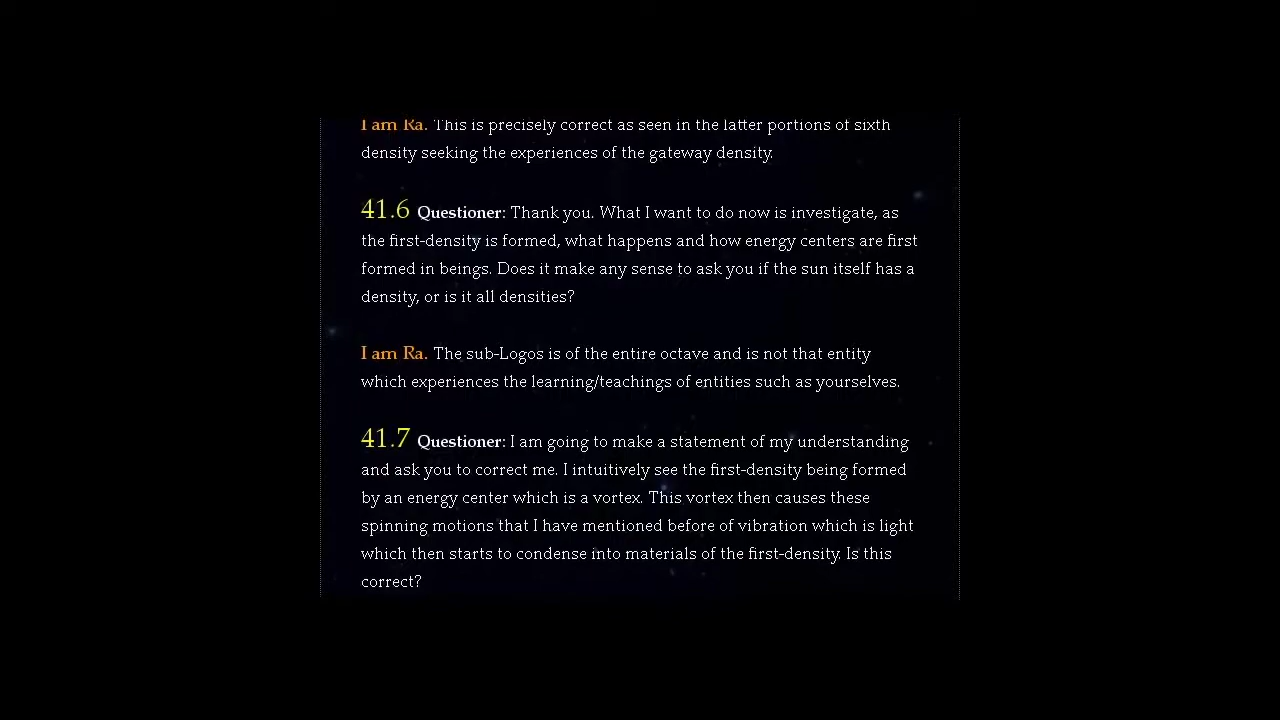 I am Ra. This is precisely correct as seen in the latter portions of sixth
density seeking the experiences of the gateway density.
41.6 Questioner: Thank you. What I want to do now is investigate, as
the first-density is formed, what happens and how energy centers are first
formed in beings. Does it make any sense to ask you if the sun itself has a
density, or is it all densities?
I am Ra. The sub-Logos is of the entire octave and is not that entity
which experiences the learning/teachings of entities such as yourselves.
41.7 Questioner: I am going to make a statement of my understanding
and ask you to correct me. I intuitively see the first-density being formed
by an energy center which is a vortex. This vortex then causes these
spinning motions that I have mentioned before of vibration which is light
which then starts to condense into materials of the first-density. Is this
correct?